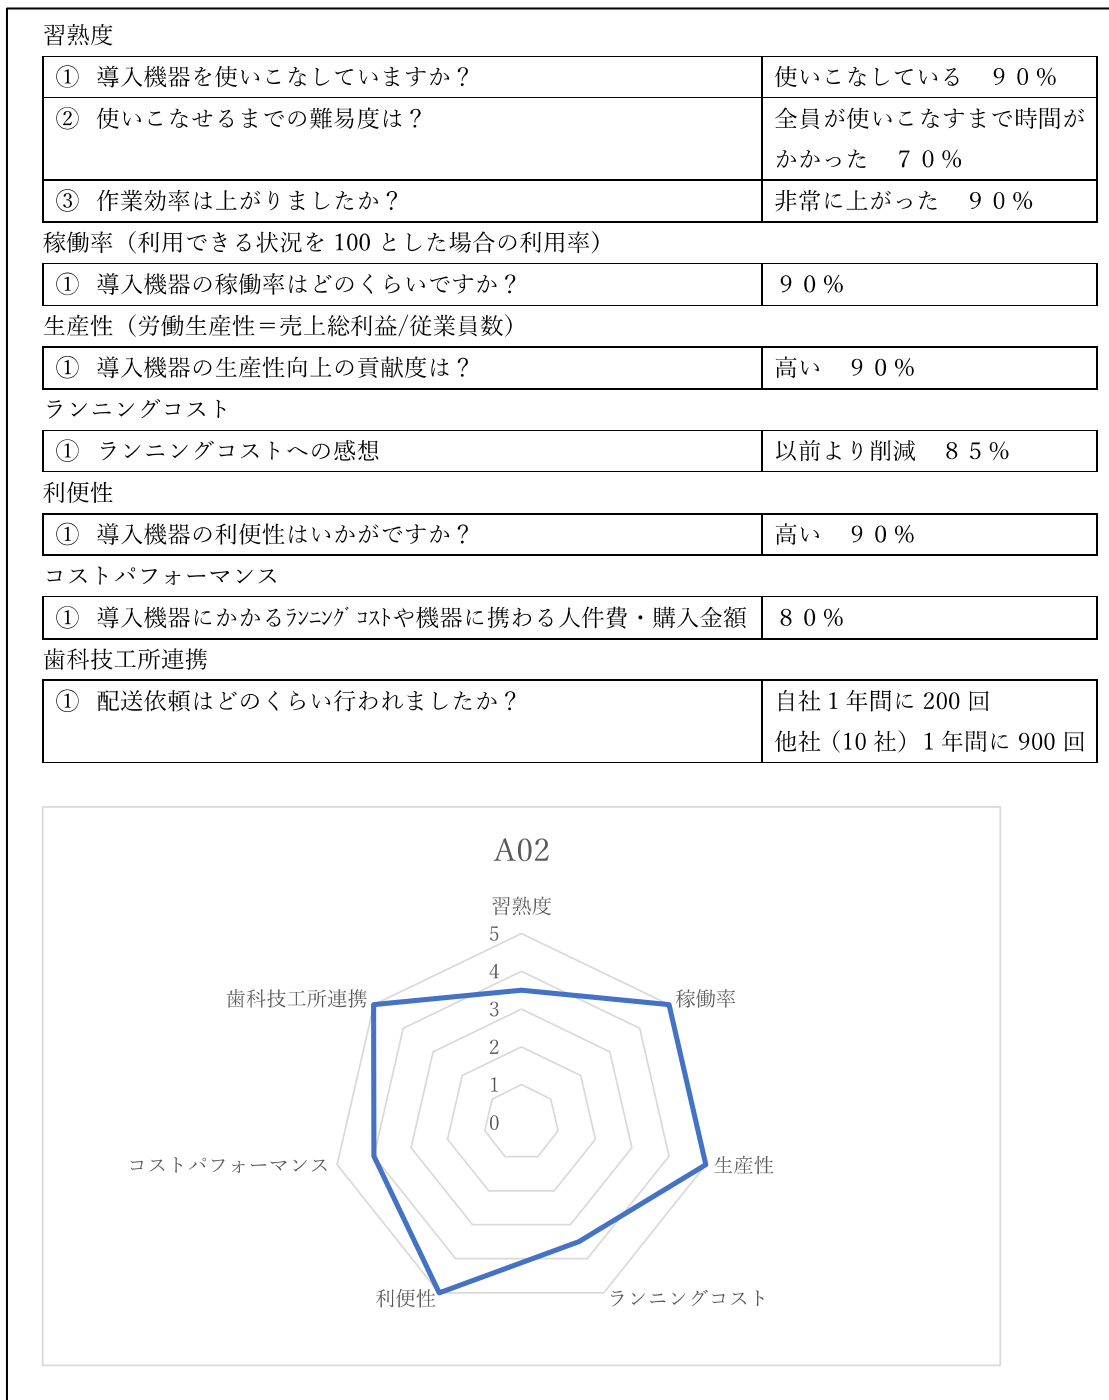 習熟度
① 導入機器を使いこなしていますか？ 使いこなしている　９０％
② 使いこなせるまでの難易度は？ 全員が使いこなすまで時間が
かかった　７０％
③ 作業効率は上がりましたか？ 非常に上がった　９０％
稼働率（利用できる状況を 100 とした場合の利用率）
① 導入機器の稼働率はどのくらいですか？ ９０％
生産性（労働生産性＝売上総利益/従業員数）
① 導入機器の生産性向上の貢献度は？ 高い　９０％
ランニングコスト
① ランニングコストへの感想 以前より削減　８５％
利便性
① 導入機器の利便性はいかがですか？ 高い　９０％
コストパフォーマンス
① 導入機器にかかるﾗﾝﾆﾝｸﾞｺｽﾄや機器に携わる人件費・購入金額 ８０％
歯科技工所連携
① 配送依頼はどのくらい行われましたか？ 自社１年間に 200 回
他社（10 社）１年間に 900 回
A02
習熟度
5
4
歯科技工所連携
稼働率
3
2
1
0
コストパフォーマンス
生産性
利便性
ランニングコスト